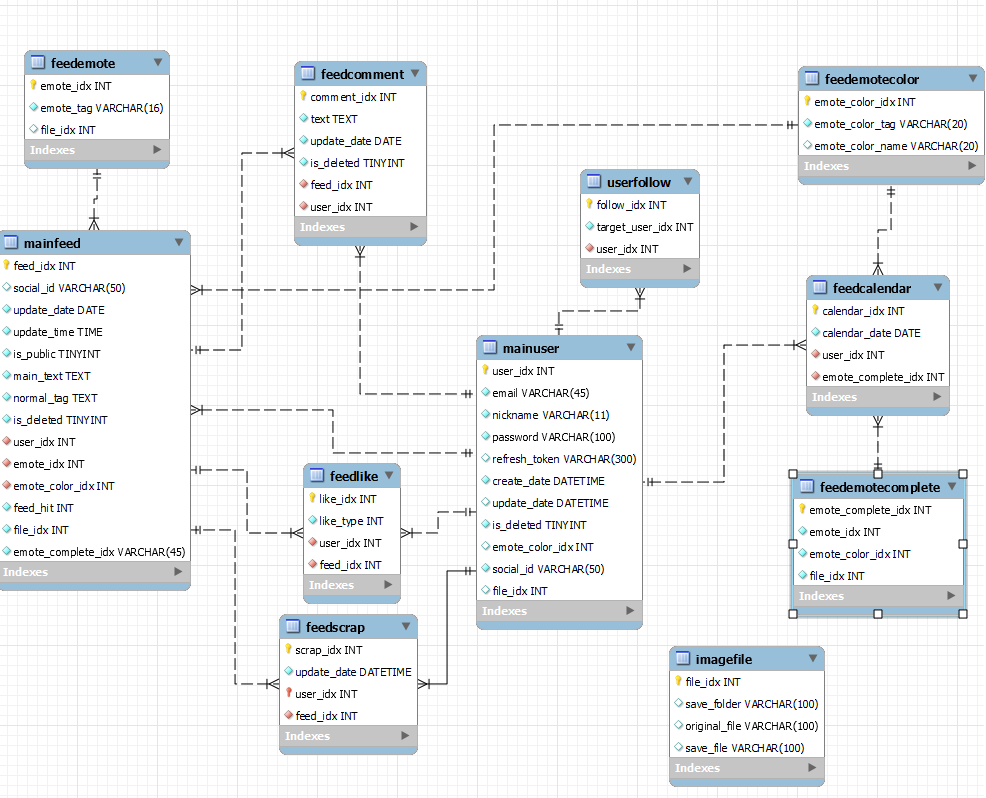 feedemote
emote_idx INT
emote_tag VARCHAR(16)
file_idx INT
Indexes
feedcomment
comment_idx INT
text TEXT
update_date DATE
is_deleted TINYINT
feed_idx INT
user_idx INT
Indexes
feedemotecolor
emote_color_idx INT
emote_color_tag VARCHAR(20)
emote_color_name VARCHAR(20)
Indexes
userfollow
follow_idx INT
target_user_idx INT
user_idx INT
Indexes
mainfeed
feed_idx INT
social_id VARCHAR(50)
update_date DATE
update_time TIME
is_public TINYINT
main_text TEXT
normal_tag TEXT
is_deleted TINYINT
user_idx INT
emote_idx INT
emote_color_idx INT
feed_hit INT
file_idx INT
emote_complete_idx VARCHAR(45)
Indexes
mainuser
user_idx INT
email VARCHAR(45)
nickname VARCHAR(11)
password VARCHAR(100)
refresh_token VARCHAR(300)
create_date DATETIME
update_date DATETIME
is_deleted TINYINT
emote_color_idx INT
social_id VARCHAR(50)
file_idx INT
Indexes
feedcalendar
calendar_idx INT
calendar_date DATE
user_idx INT
emote_complete_idx INT
Indexes
feedlike
like_idx INT
like_type INT
user_idx INT
feed_idx INT
Indexes
feedemotecomplete
emote_complete_idx INT
emote_idx INT
emote_color_idx INT
file_idx INT
Indexes
feedscrap
scrap_idx INT
update_date DATETIME
user_idx INT
feed_idx INT
Indexes
imagefile
file_idx INT
save_folder VARCHAR(100)
original_file VARCHAR(100)
save_file VARCHAR(100)
Indexes